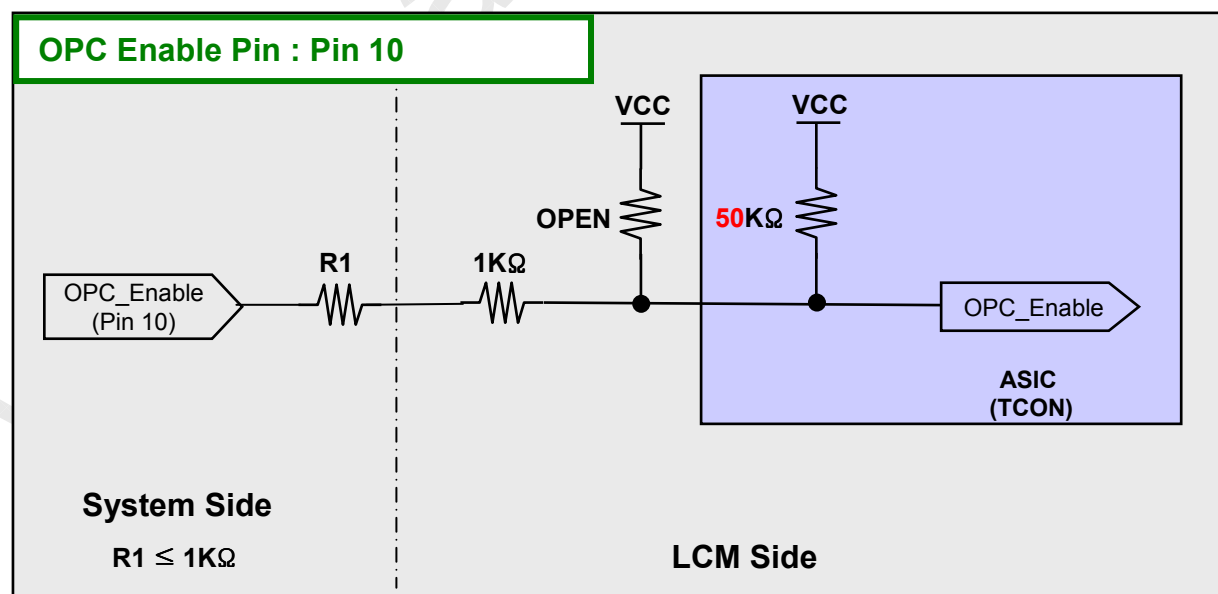 OPC Enable Pin : Pin 10
VCC
VCC
OPEN
50KΩ
R1
1KΩ
OPC_Enable
(Pin 10)
OPC_Enable
ASIC
(TCON)
System Side
R1 ≤ 1KΩ
LCM Side